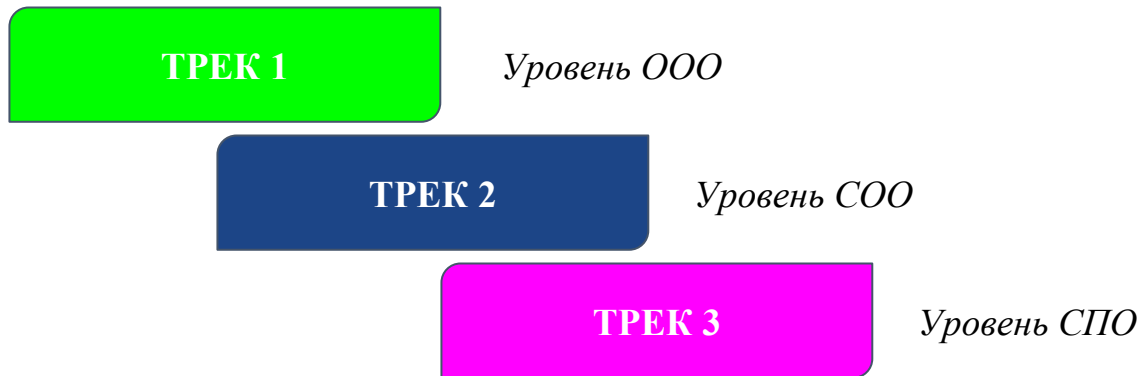 ТРЕК 1
Уровень ООО
ТРЕК 2
Уровень СОО
ТРЕК 3
Уровень СПО